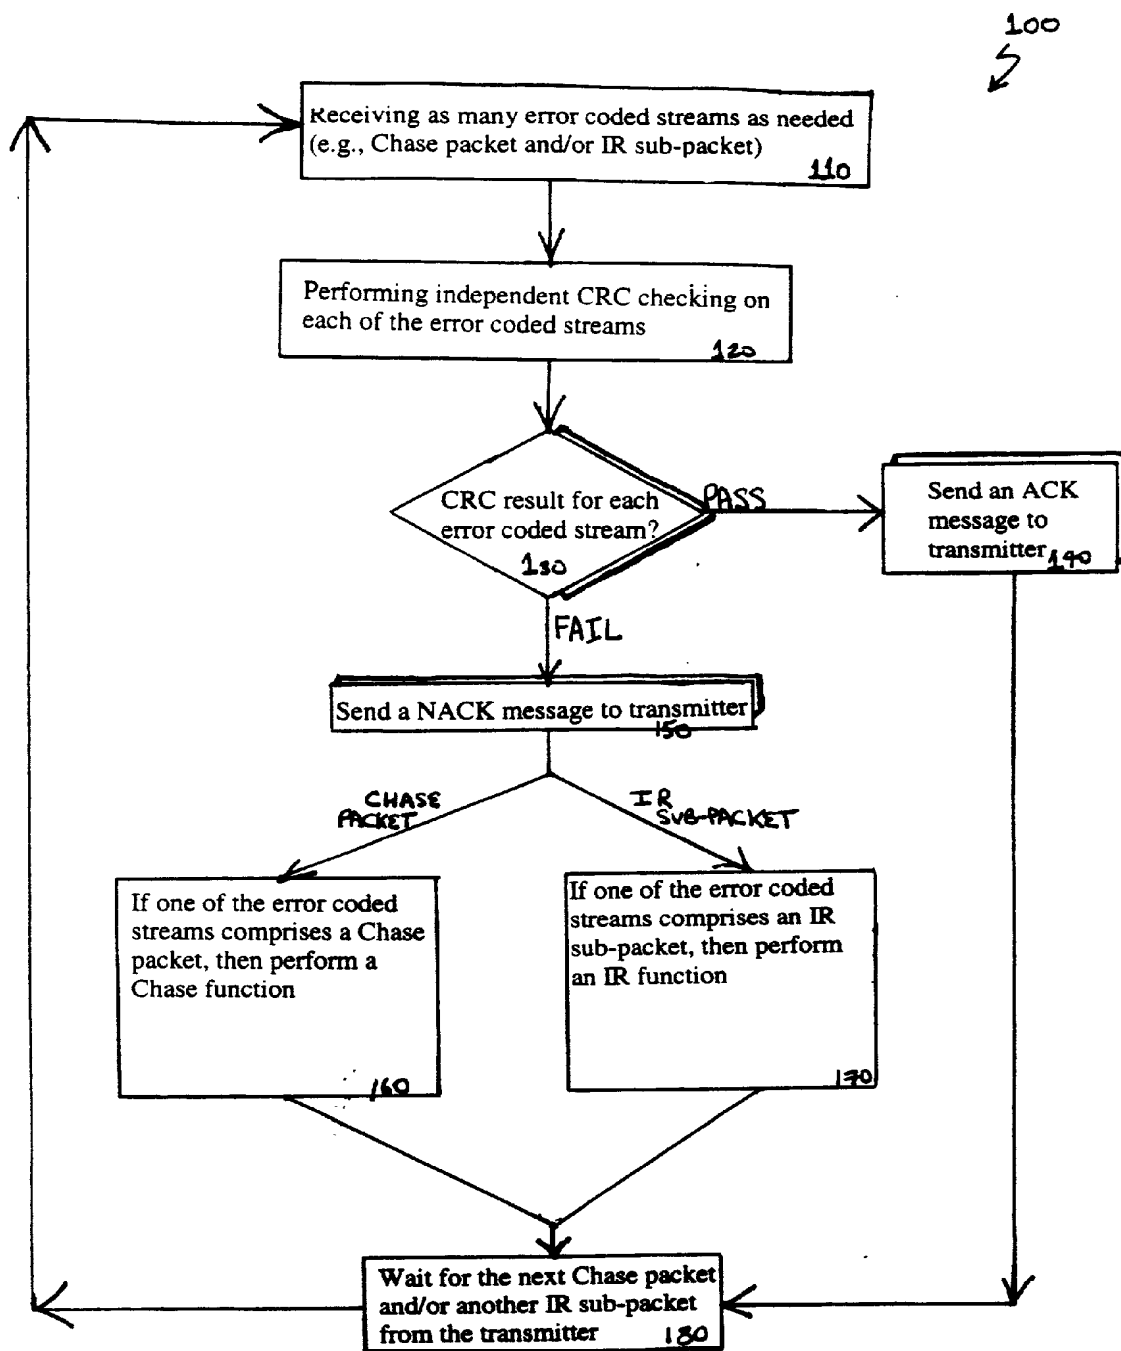 100
Receiving as many error coded streams as needed
(e.g., Chase packet and/or IR sub-packet)
110
Performing independent CRC checking on
each of the error coded streams
120
CRC result for each
error coded stream?
130
PASS
Send an ACK
message to
transmitter
140
FAIL
Send a NACK message to transmitter
150
CHASE
PACKET
IR
SUB-PACKET
If one of the error coded
streams comprises a Chase
packet, then perform a
Chase function
160
If one of the error coded
streams comprises an IR
sub-packet, then perform
an IR function
170
Wait for the next Chase packet
and/or another IR sub-packet
from the transmitter
180